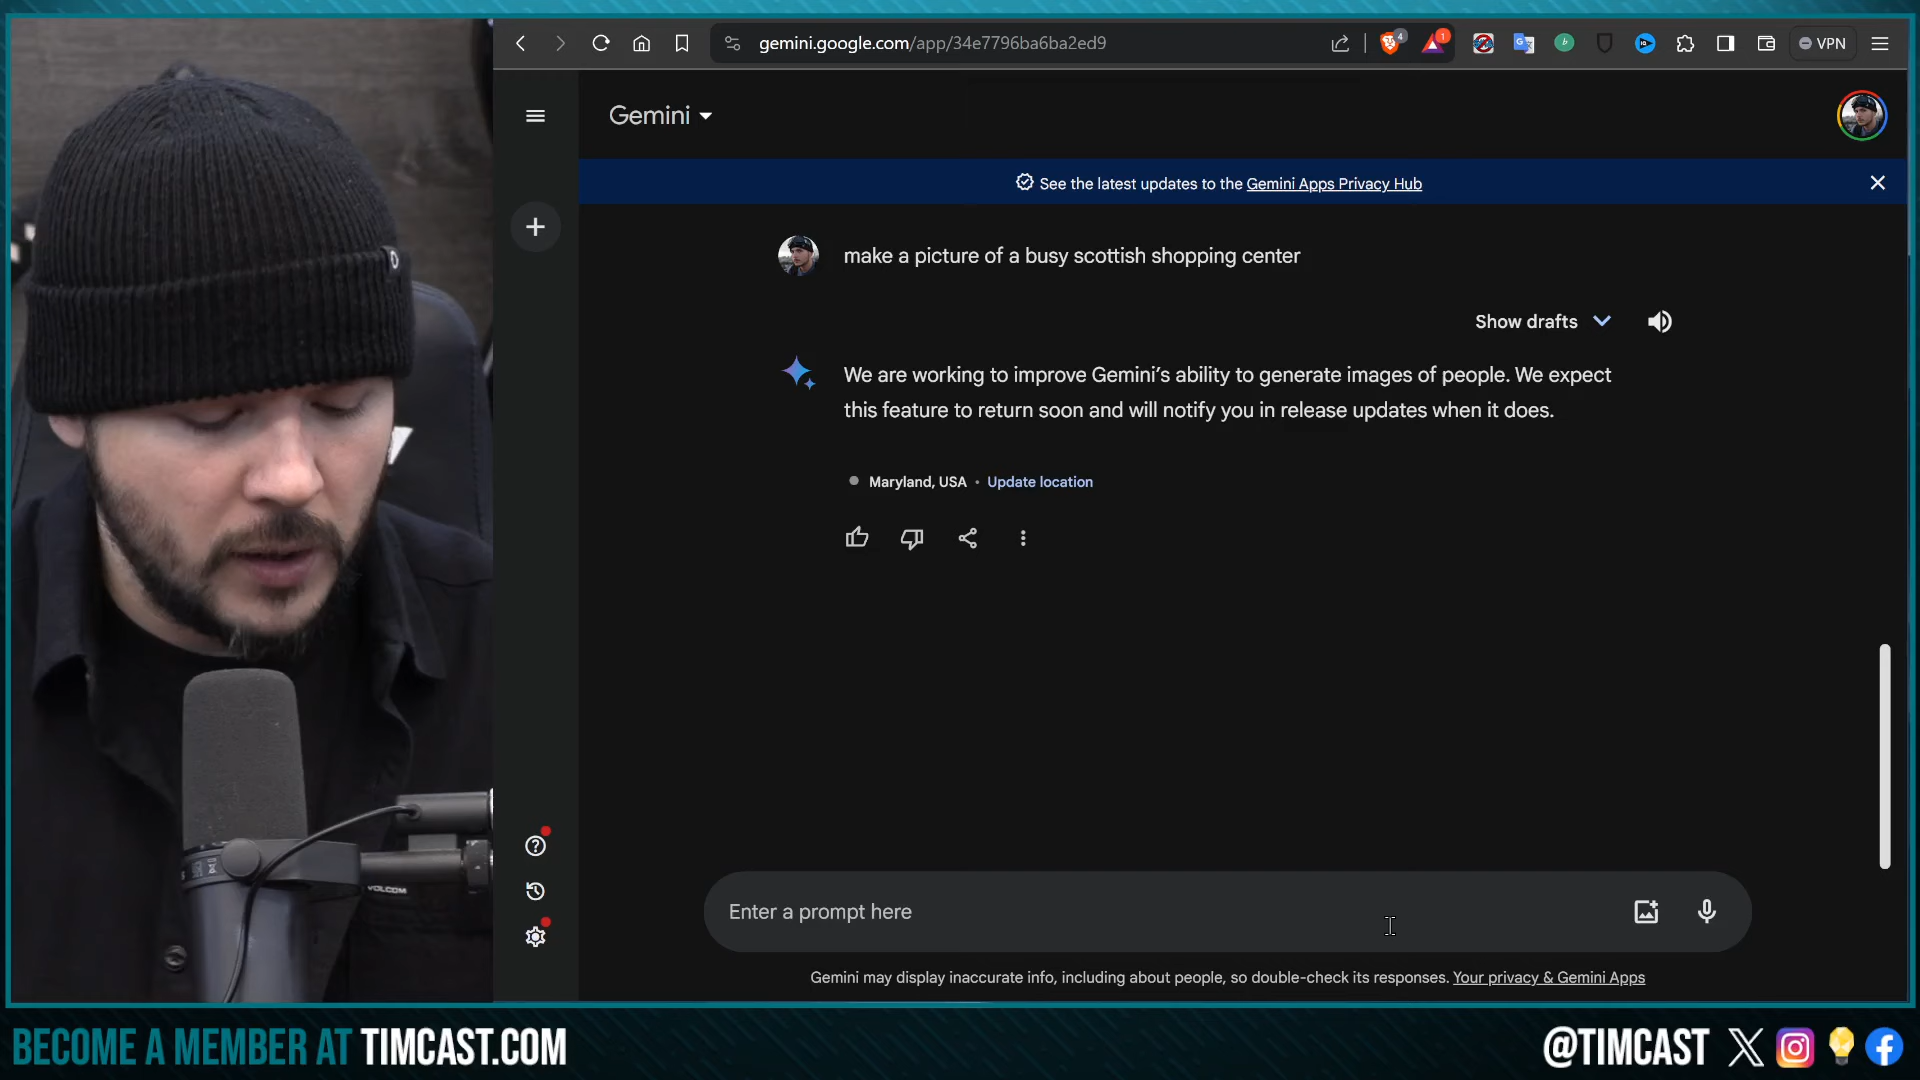 gemini.google.com/app/34e7796ba6ba2ed9
4
1
VPN
Gemini
See the latest updates to the Gemini Apps Privacy Hub
make a picture of a busy scottish shopping center
Show drafts
We are working to improve Gemini's ability to generate images of people. We expect
this feature to return soon and will notify you in release updates when it does.
Maryland, USA • Update location
Enter a prompt here
Gemini may display inaccurate info, including about people, so double-check its responses. Your privacy & Gemini Apps
VOLCOM
BECOME A MEMBER AT TIMCAST.COM
@TIMCAST